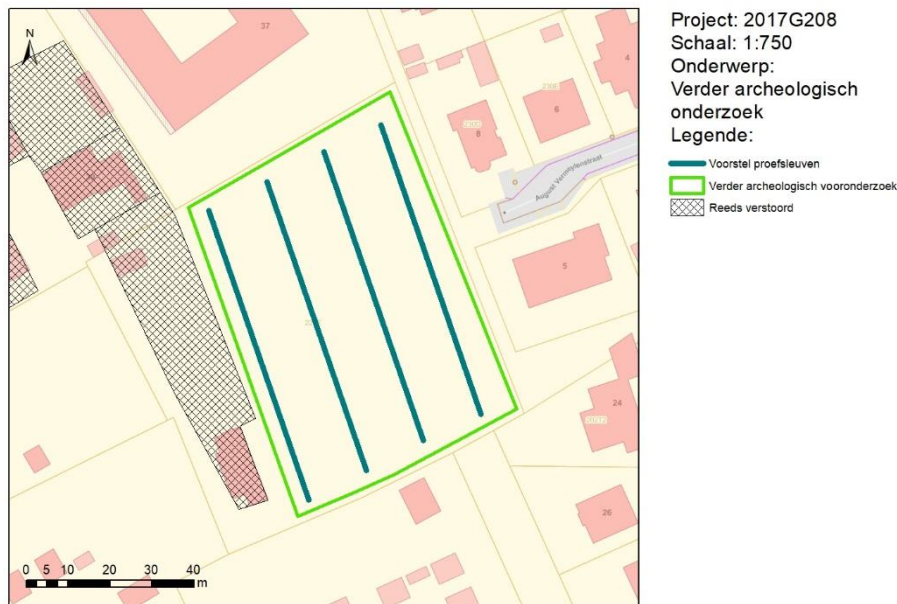 Project: 2017G208
Schaal: 1:750
Onderwerp:
Verder archeologisch
onderzoek
Legende:
Voorstel proefsleuven
Verder archeologisch vooronderzoek
Reeds verstoord
N
37
4
6
8
August Vermeylenstraat
5
24
26
0 5 10 20 30 40
m